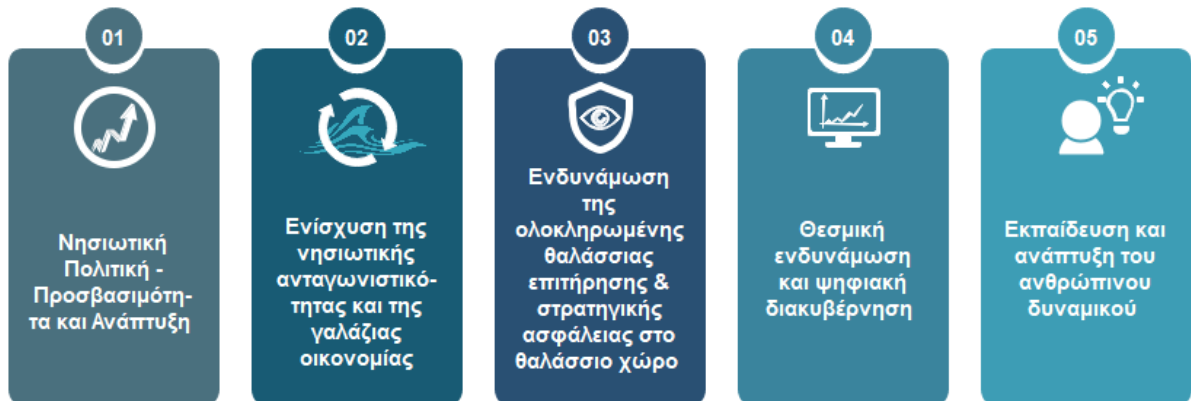 01
Νησιωτική
Πολιτική -
Προσβασιμότη-
τα και Ανάπτυξη
02
Ενίσχυση της
νησιωτικής
ανταγωνιστικό-
τητας και της
γαλάζιας
οικονομίας
03
Ενδυνάμωση
της
ολοκληρωμένης
θαλάσσιας
επιτήρησης &
στρατηγικής
ασφάλειας στο
θαλάσσιο χώρο
04
Θεσμική
ενδυνάμωση
και ψηφιακή
διακυβέρνηση
05
Εκπαίδευση και
ανάπτυξη του
ανθρώπινου
δυναμικού